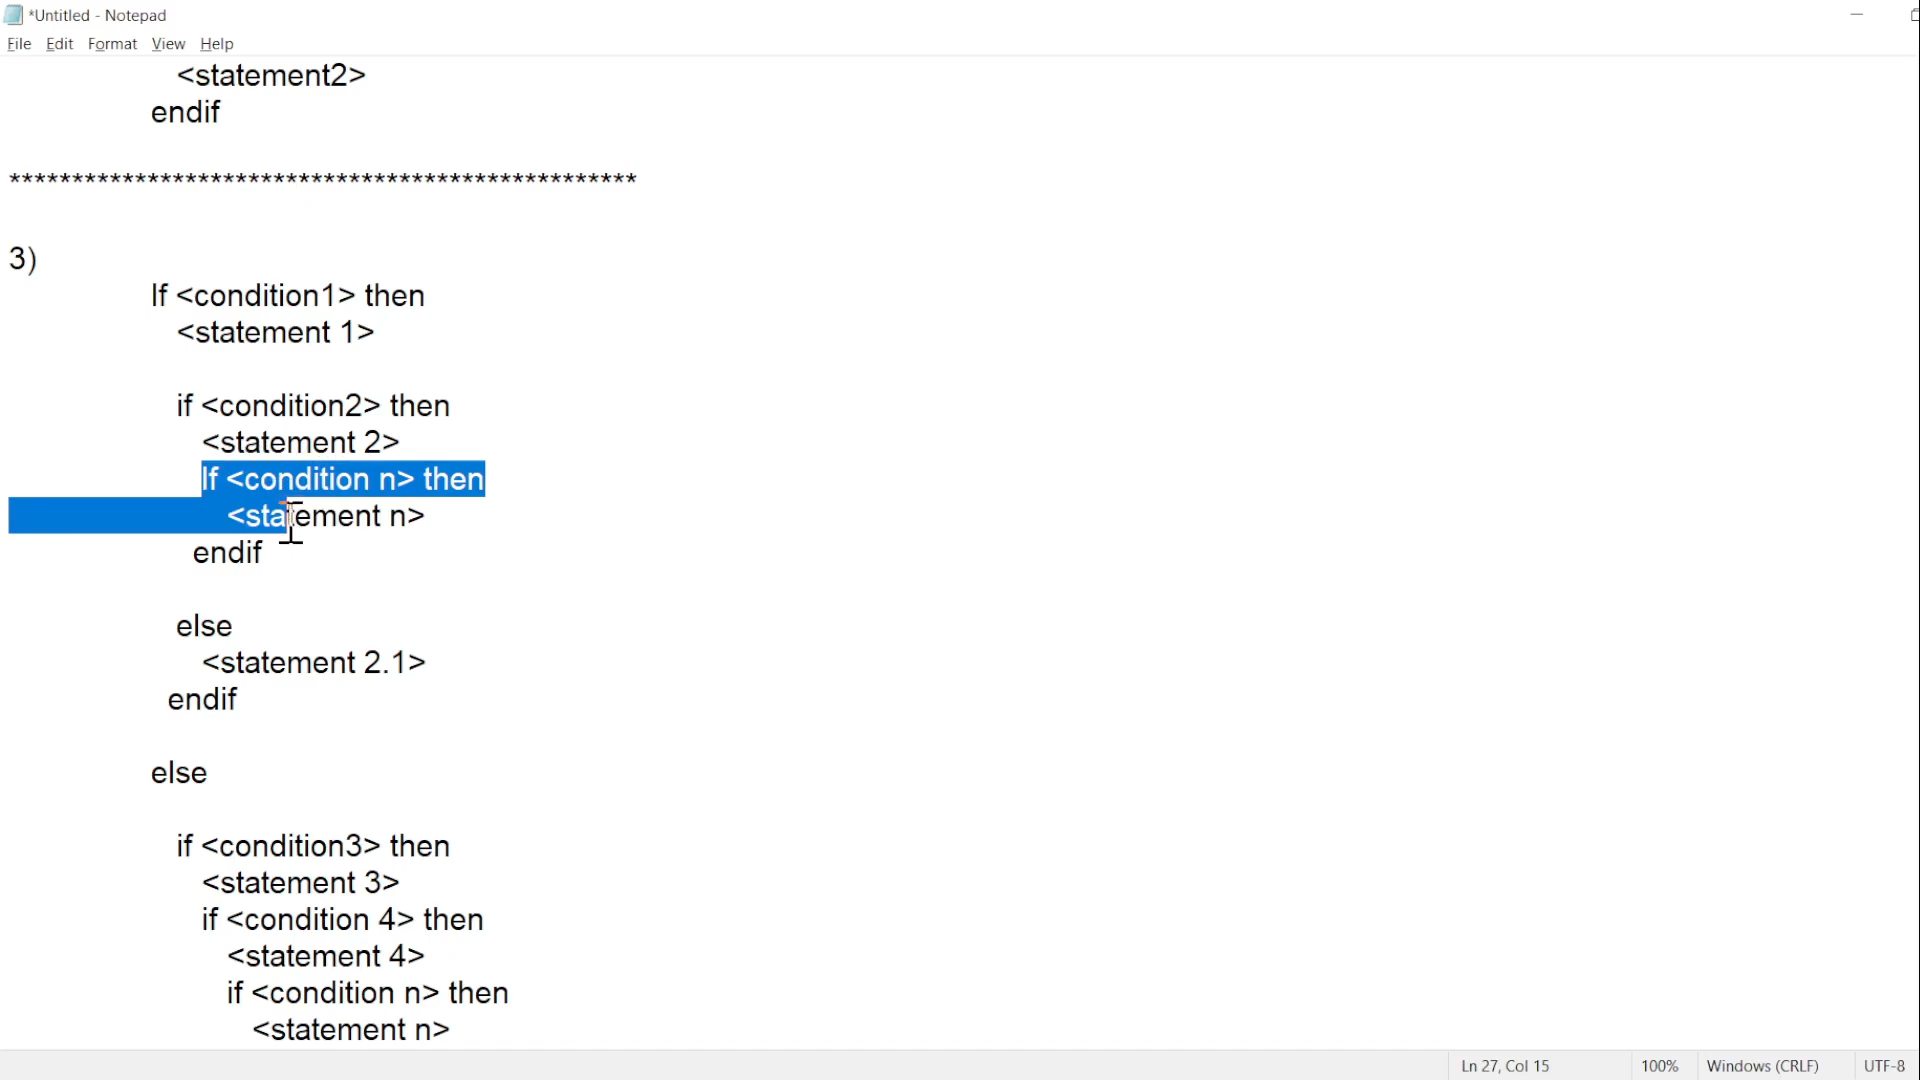 *Untitled - Notepad
File Edit Format View Help
<statement2>
endif
**************************************************
3)
If <condition1> then
<statement 1>
if <condition2> then
<statement 2>
If <condition n> then
<statement n>
endif
else
<statement 2.1>
endif
else
if <condition3> then
<statement 3>
if <condition 4> then
<statement 4>
if <condition n> then
<statement n>
Ln 27, Col 15 100% Windows (CRLF) UTF-8